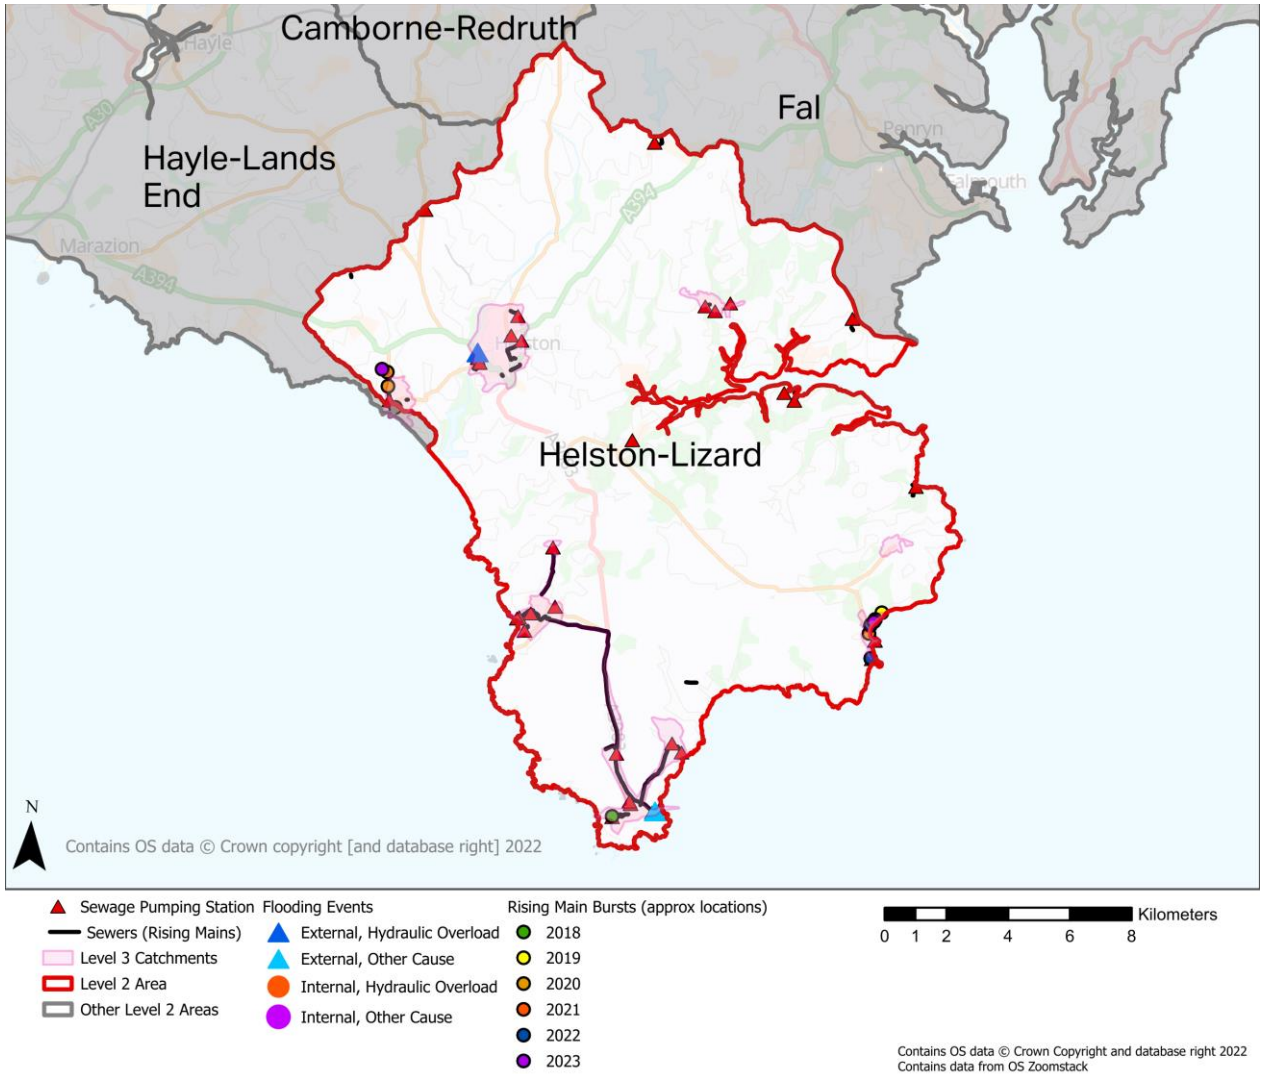 Camborne-Redruth
Hayle
A30
Fal
Hayle-Lands
End
Penryn
Falmouth
A394
Marazion
A394
Helston-Lizard
N
Contains OS data © Crown copyright [and database right] 2022
Sewage Pumping Station
Sewers (Rising Mains)
Level 3 Catchments
Level 2 Area
Other Level 2 Areas
Flooding Events
External, Hydraulic Overload
External, Other Cause
Internal, Hydraulic Overload
Internal, Other Cause
Rising Main Bursts (approx locations)
2018
2019
2020
2021
2022
2023
Kilometers
0 1 2 4 6 8
Contains OS data © Crown Copyright and database right 2022
Contains data from OS Zoomstack